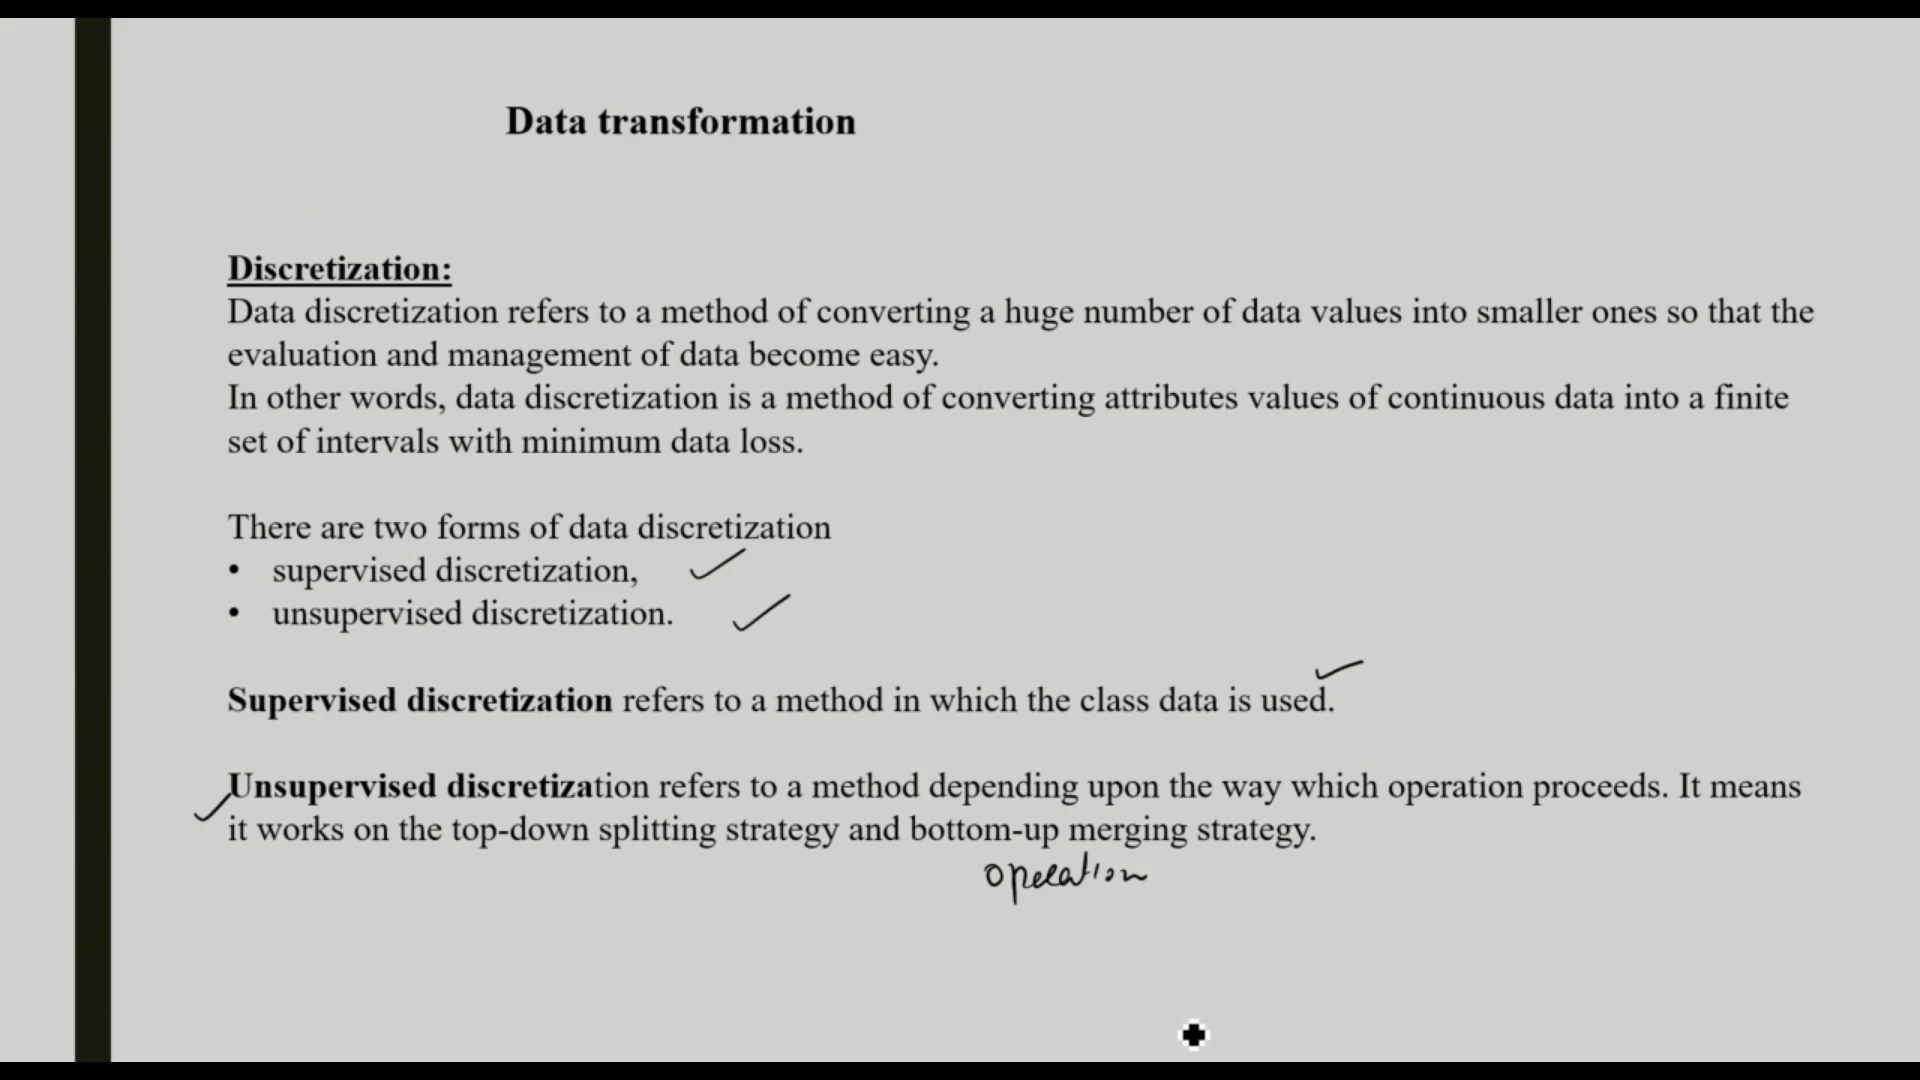 Data transformation
Discretization:
Data discretization refers to a method of converting a huge number of data values into smaller ones so that the
evaluation and management of data become easy.
In other words, data discretization is a method of converting attributes values of continuous data into a finite
set of intervals with minimum data loss.
There are two forms of data discretization
• supervised discretization,
• unsupervised discretization.
Supervised discretization refers to a method in which the class data is used.
Unsupervised discretization refers to a method depending upon the way which operation proceeds. It means
it works on the top-down splitting strategy and bottom-up merging strategy.
operation